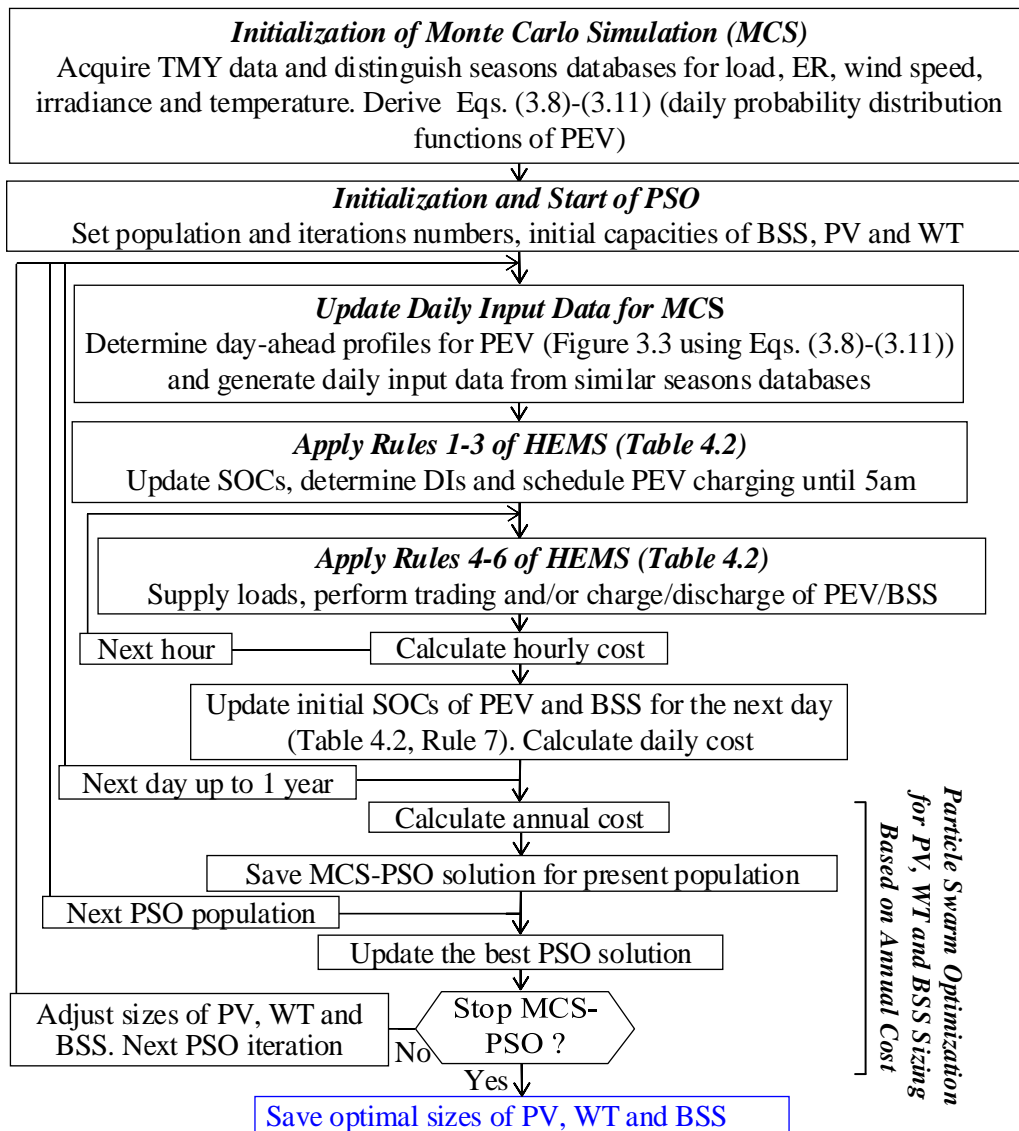 Initialization of Monte Carlo Simulation (MCS)
Acquire TMY data and distinguish seasons databases for load, ER, wind speed,
irradiance and temperature. Derive Eqs. (3.8)-(3.11) (daily probability distribution
functions of PEV)
Initialization and Start of PSO
Set population and iterations numbers, initial capacities of BSS, PV and WT
Update Daily Input Data for MCS
Determine day-ahead profiles for PEV (Figure 3.3 using Eqs. (3.8)-(3.11))
and generate daily input data from similar seasons databases
Apply Rules 1-3 of HEMS (Table 4.2)
Update SOCs, determine DIs and schedule PEV charging until 5am
Apply Rules 4-6 of HEMS (Table 4.2)
Supply loads, perform trading and/or charge/discharge of PEV/BSS
Next hour
Calculate hourly cost
Update initial SOCs of PEV and BSS for the next day
(Table 4.2, Rule 7). Calculate daily cost
Next day up to 1 year
Calculate annual cost
Save MCS-PSO solution for present population
Next PSO population
Update the best PSO solution
Adjust sizes of PV, WT and
BSS. Next PSO iteration
No
Stop MCS-
PSO ?
Yes
Save optimal sizes of PV, WT and BSS
Particle Swarm Optimization
for PV, WT and BSS Sizing
Based on Annual Cost